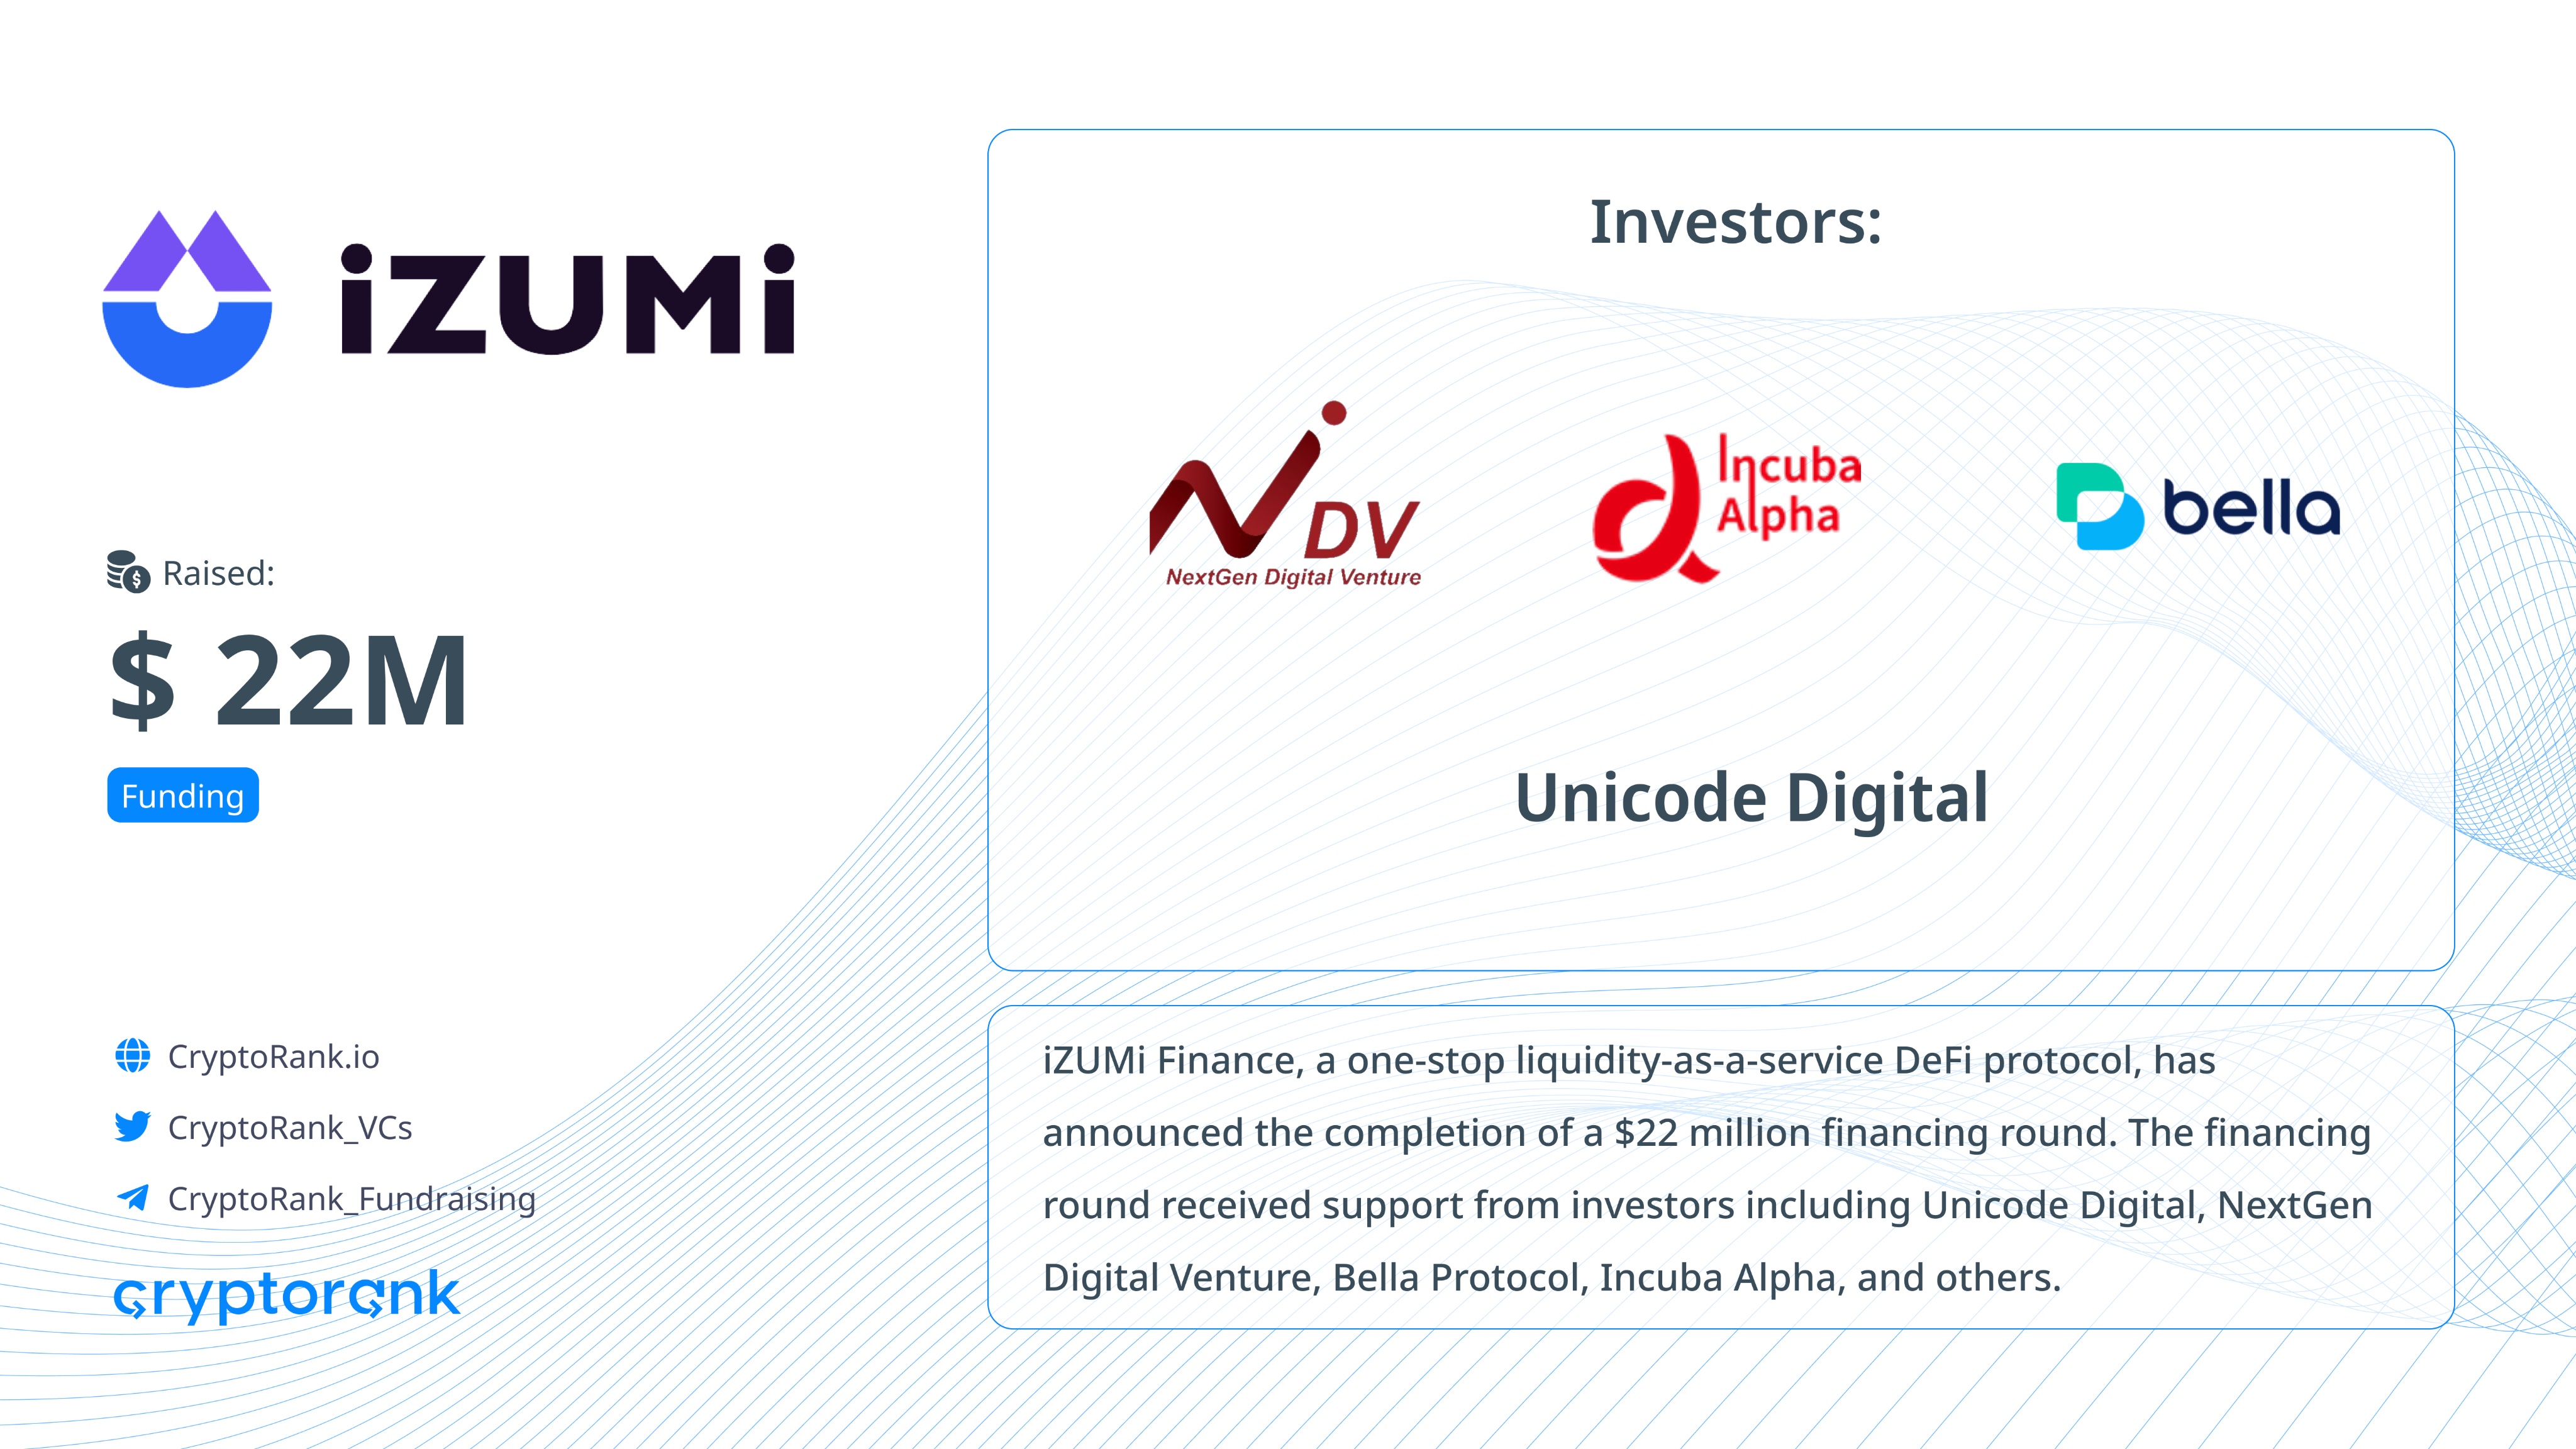 iZUMi
Raised:
$ 22M
Funding
CryptoRank.io
CryptoRank_VCs
CryptoRank_Fundraising
cryptorank
Investors:
DV
NextGen Digital Venture
Incuba
Alpha
bella
Unicode Digital
iZUMi Finance, a one-stop liquidity-as-a-service DeFi protocol, has
announced the completion of a $22 million financing round. The financing
round received support from investors including Unicode Digital, NextGen
Digital Venture, Bella Protocol, Incuba Alpha, and others.